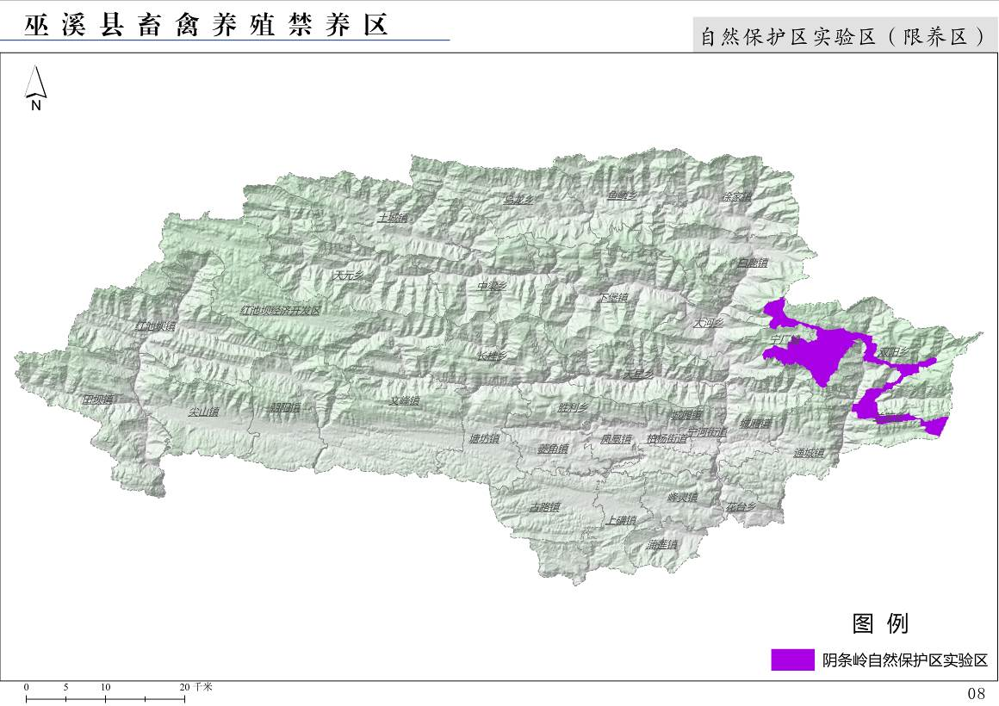 巫溪县畜禽养殖禁养区
自然保护区实验区（限养区）
N
乌龙乡
鱼鳞乡
徐家镇
土城镇
白鹿镇
天元乡
中梁乡
下堡镇
红池坝经济开发区
红池坝镇
大河乡
宁厂镇
长桂乡
双阳乡
天星乡
田坝镇
尖山镇
朝阳镇
文峰镇
胜利乡
城厢镇
城厢镇
塘坊镇
菱角镇
凤凰镇
柏杨街道
宁河街道
通城镇
古路镇
上磺镇
峰灵镇
花台乡
蒲莲镇
图 例
阴条岭自然保护区实验区
0 5 10 20 千米
08